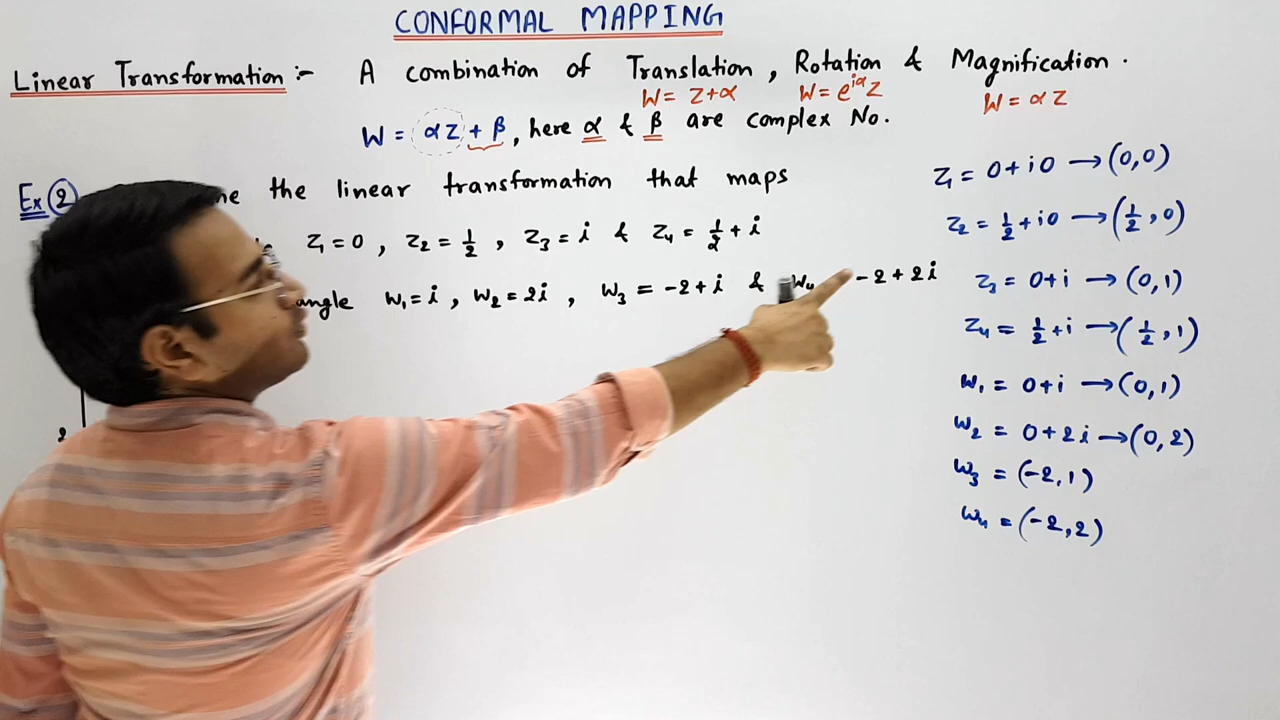 CONFORMAL MAPPING
Linear Transformation :- A combination of Translation, Rotation & Magnification.
W = Z+α W = e^{iα}Z W = αZ
W = αZ + β, here α & β are complex No.
Ex 2 the linear transformation that maps
Z₁ = 0, Z₂ = 1/2, Z₃ = i & Z₄ = 1/2 + i
angle W₁ = i, W₂ = 2i, W₃ = -2+i & W₄ -2+2i
Z₁ = 0+i0 → (0,0)
Z₂ = 1/2 + i0 → (1/2, 0)
Z₃ = 0+i → (0,1)
Z₄ = 1/2 + i → (1/2, 1)
W₁ = 0+i → (0,1)
W₂ = 0+2i → (0,2)
W₃ = (-2,1)
W₄ = (-2,2)
2